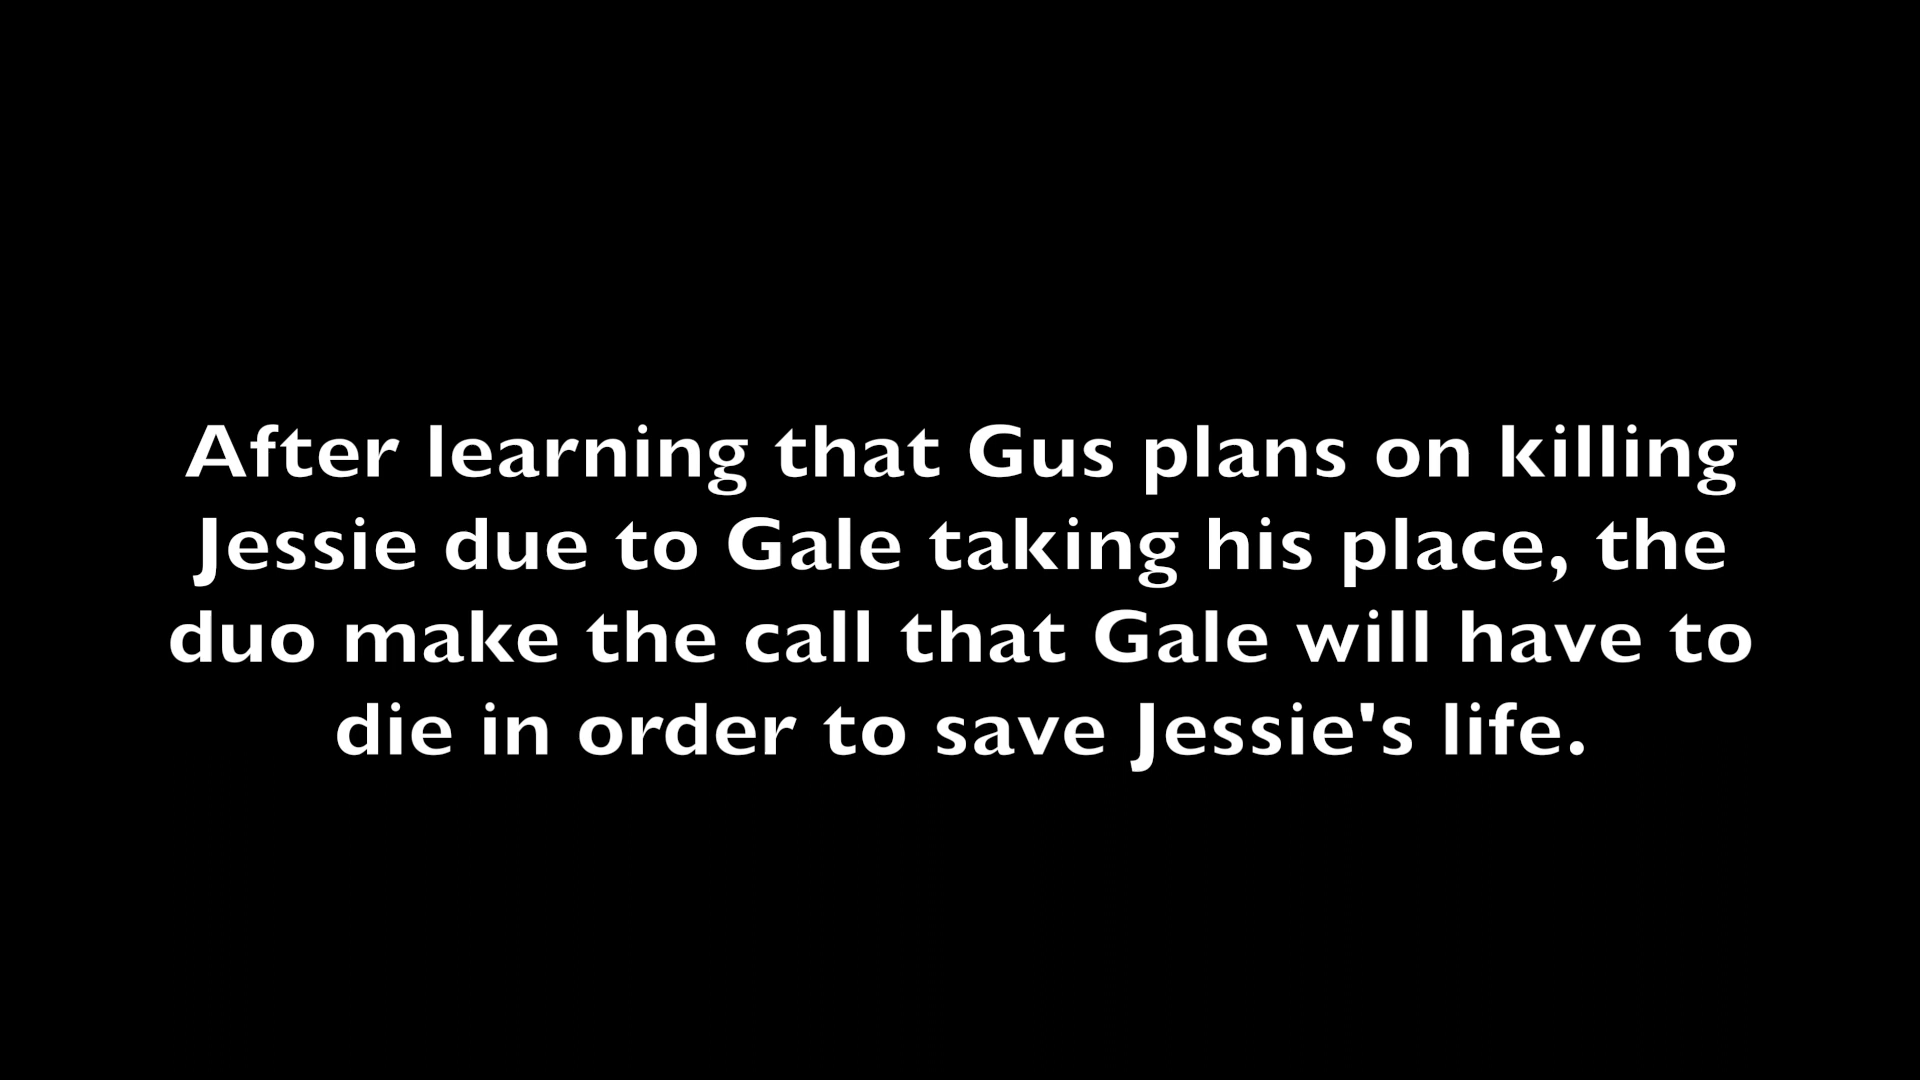 After learning that Gus plans on killing
Jessie due to Gale taking his place, the
duo make the call that Gale will have to
die in order to save Jessie's life.